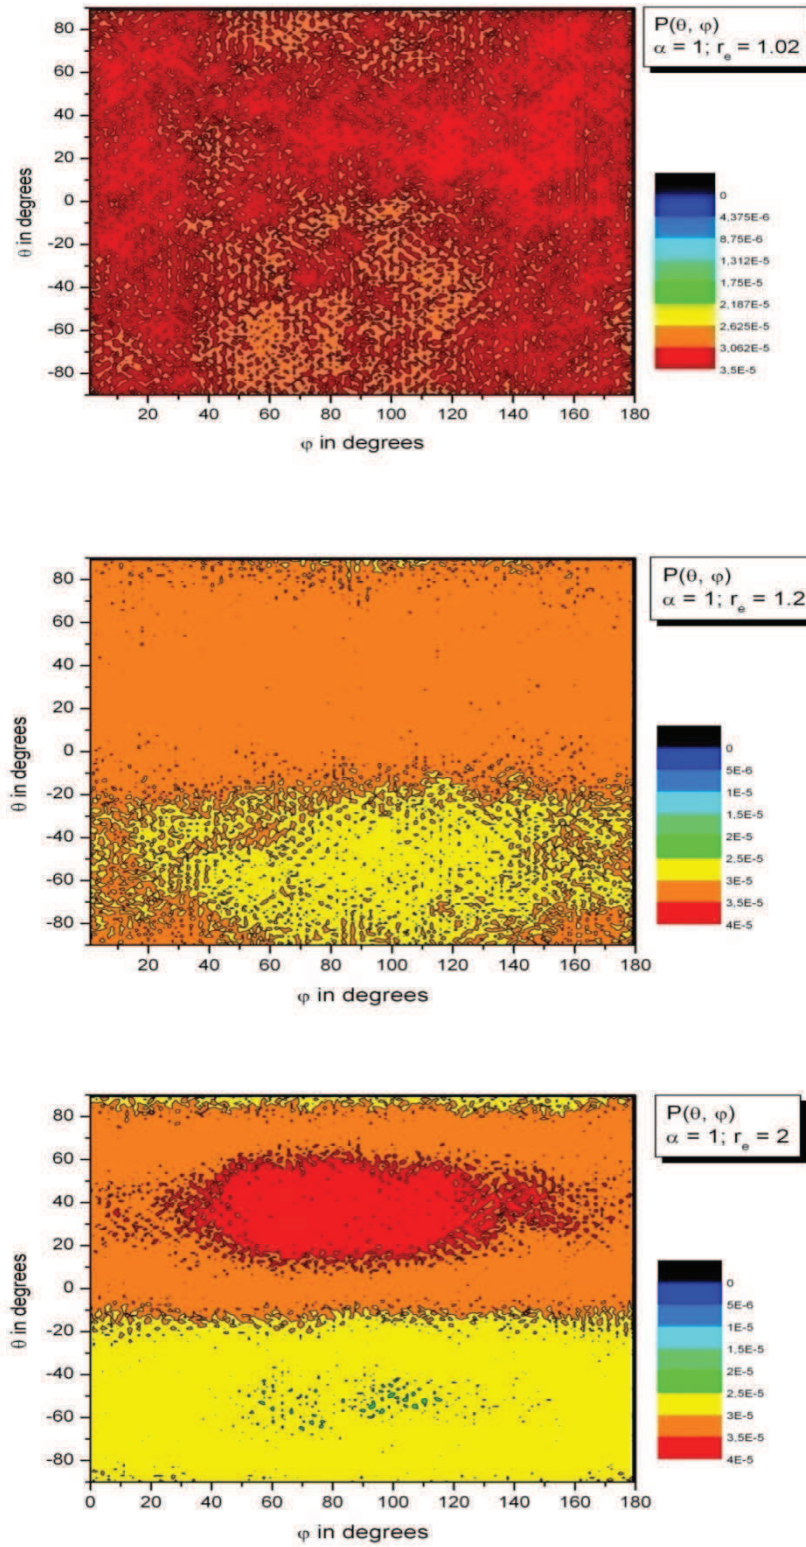 P(θ, φ)
α = 1; r_e = 1.02
80
60
40
20
0
-20
-40
-60
-80
θ in degrees
20 40 60 80 100 120 140 160 180
φ in degrees
0
4,375E-6
8,75E-6
1,312E-5
1,75E-5
2,187E-5
2,625E-5
3,062E-5
3,5E-5
P(θ, φ)
α = 1; r_e = 1.2
80
60
40
20
0
-20
-40
-60
-80
θ in degrees
20 40 60 80 100 120 140 160 180
φ in degrees
0
5E-6
1E-5
1,5E-5
2E-5
2,5E-5
3E-5
3,5E-5
4E-5
P(θ, φ)
α = 1; r_e = 2
80
60
40
20
0
-20
-40
-60
-80
θ in degrees
0 20 40 60 80 100 120 140 160 180
φ in degrees
0
5E-6
1E-5
1,5E-5
2E-5
2,5E-5
3E-5
3,5E-5
4E-5